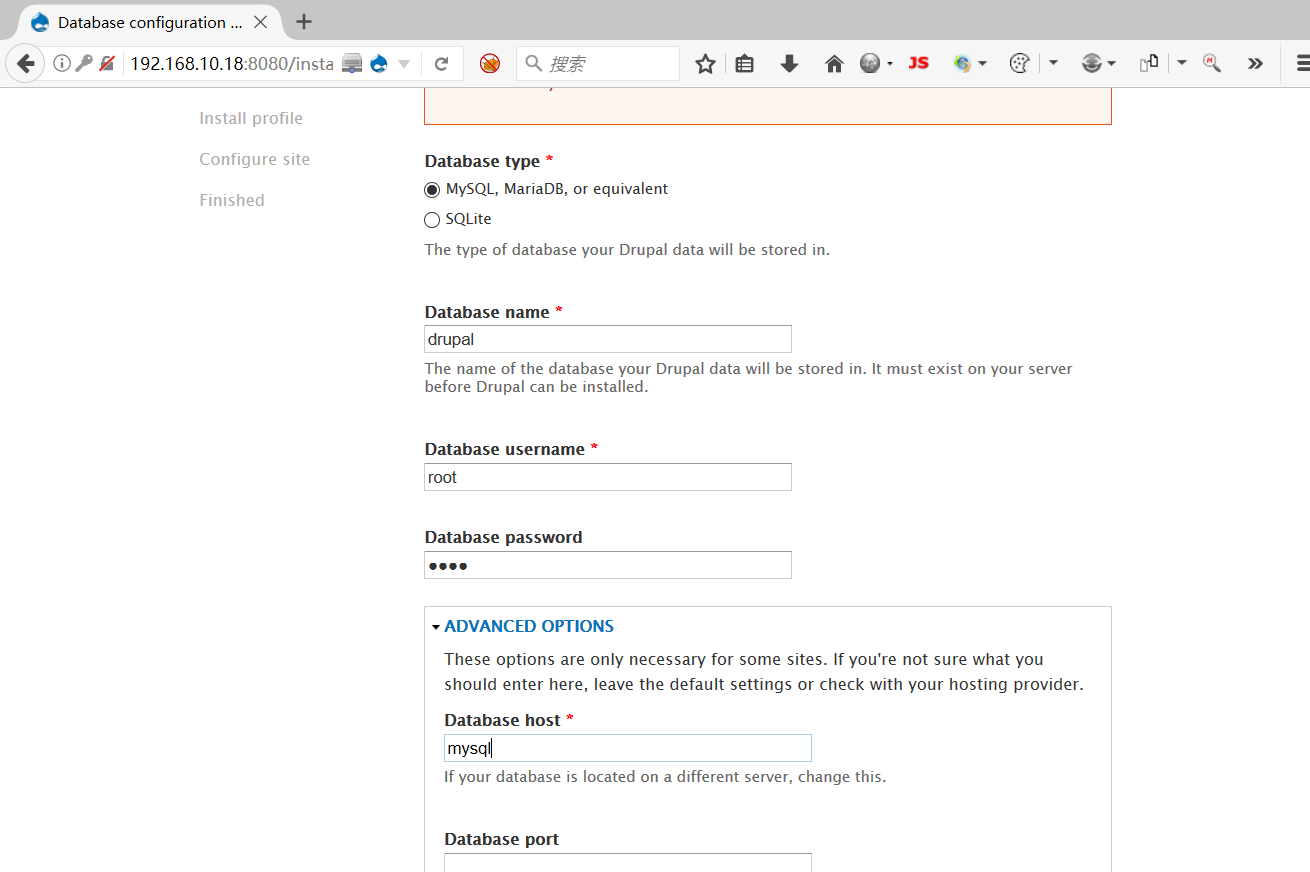 Database configuration ...
192.168.10.18:8080/insta
搜索
JS
Install profile
Configure site
Finished
Database type *
MySQL, MariaDB, or equivalent
SQLite
The type of database your Drupal data will be stored in.
Database name *
drupal
The name of the database your Drupal data will be stored in. It must exist on your server
before Drupal can be installed.
Database username *
root
Database password
●●●●
ADVANCED OPTIONS
These options are only necessary for some sites. If you're not sure what you
should enter here, leave the default settings or check with your hosting provider.
Database host *
mysql
If your database is located on a different server, change this.
Database port